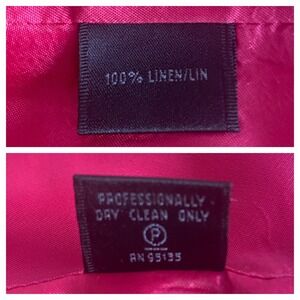 100% LINEN/LIN
PROFESSIONALLY
DRY CLEAN ONLY
P
RN 95135